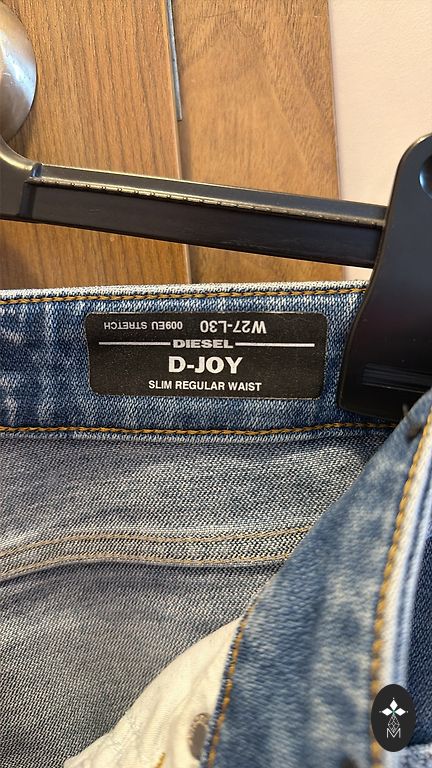 W27-L30 009EU STRETCH
DIESEL
D-JOY
SLIM REGULAR WAIST
M